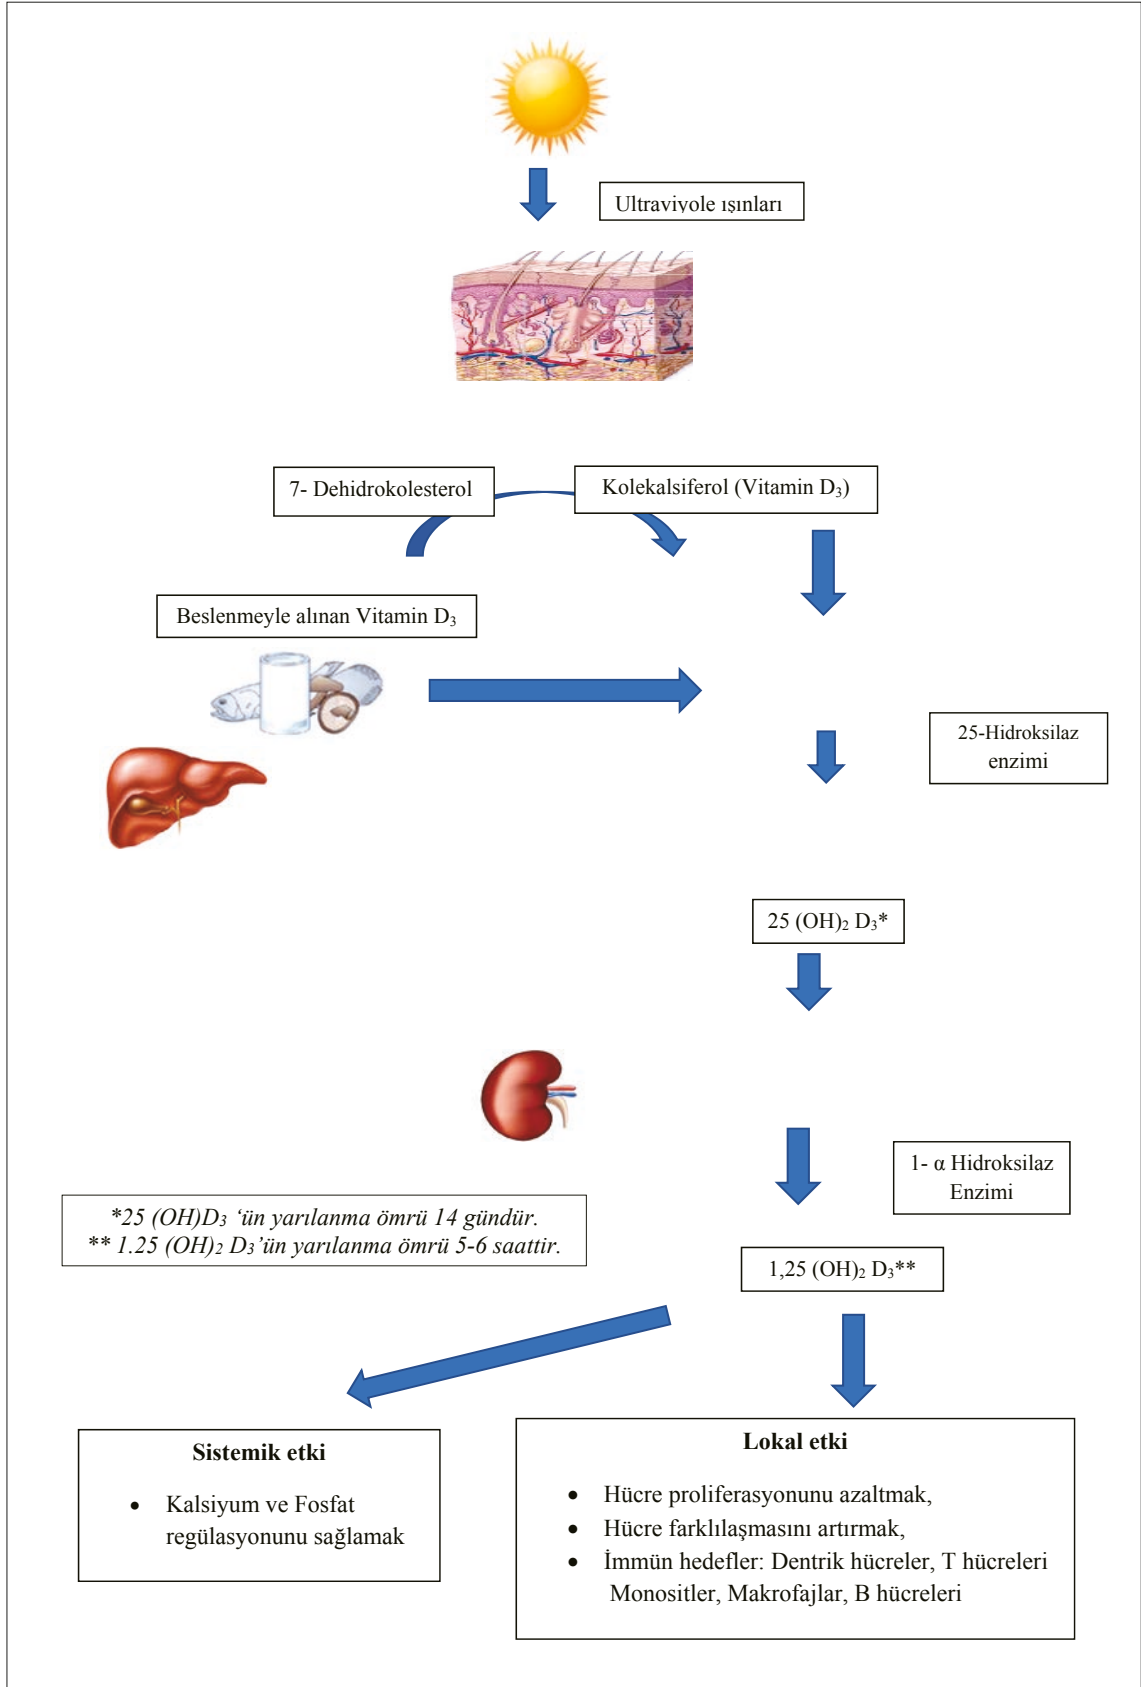 Ultraviyole ışınları
7- Dehidrokolesterol
Kolekalsiferol (Vitamin D₃)
Beslenmeyle alınan Vitamin D₃
25-Hidroksilaz
enzimi
25 (OH)₂ D₃*
1- α Hidroksilaz
Enzimi
*25 (OH)D₃ ‘ün yarılanma ömrü 14 gündür.
** 1.25 (OH)₂ D₃’ün yarılanma ömrü 5-6 saattir.
1,25 (OH)₂ D₃**
Sistemik etki
• Kalsiyum ve Fosfat
regülasyonunu sağlamak
Lokal etki
• Hücre proliferasyonunu azaltmak,
• Hücre farklılaşmasını artırmak,
• İmmün hedefler: Dentrik hücreler, T hücreleri
Monositler, Makrofajlar, B hücreleri